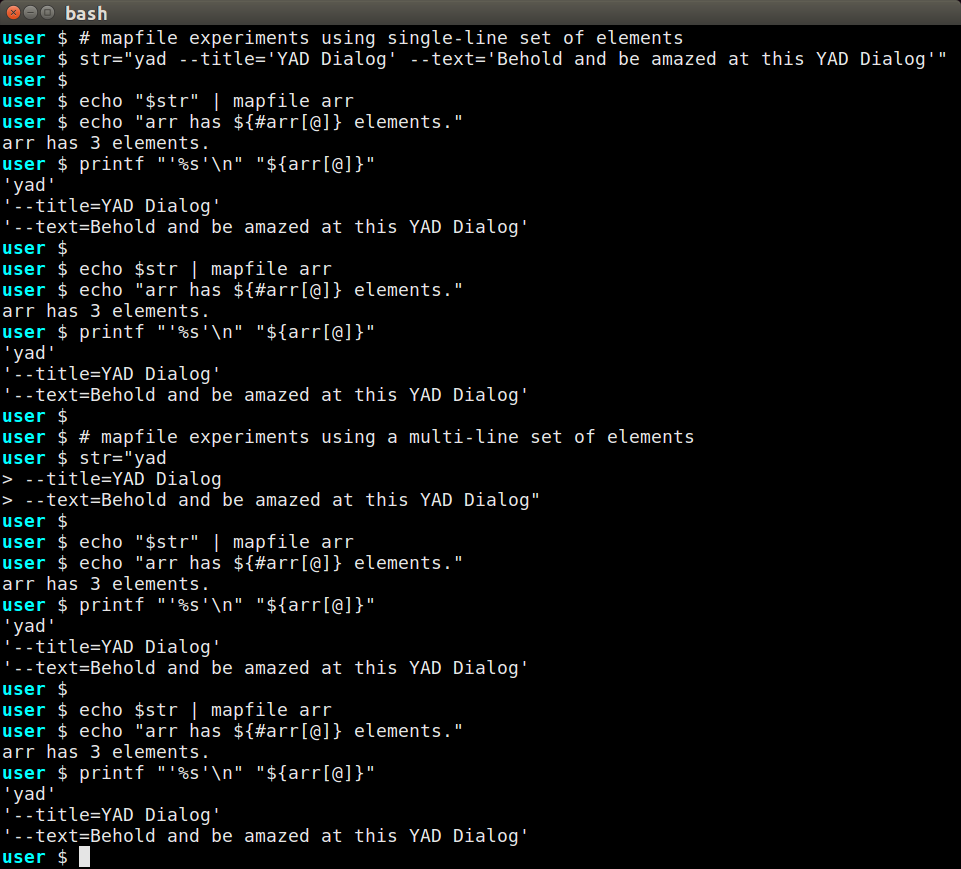 bash
user $ # mapfile experiments using single-line set of elements
user $ str="yad --title='YAD Dialog' --text='Behold and be amazed at this YAD Dialog'"
user $
user $ echo "$str" | mapfile arr
user $ echo "arr has ${#arr[@]} elements."
arr has 3 elements.
user $ printf "'%s'\n" "${arr[@]}"
'yad'
'--title=YAD Dialog'
'--text=Behold and be amazed at this YAD Dialog'
user $
user $ echo $str | mapfile arr
user $ echo "arr has ${#arr[@]} elements."
arr has 3 elements.
user $ printf "'%s'\n" "${arr[@]}"
'yad'
'--title=YAD Dialog'
'--text=Behold and be amazed at this YAD Dialog'
user $
user $ # mapfile experiments using a multi-line set of elements
user $ str="yad
> --title=YAD Dialog
> --text=Behold and be amazed at this YAD Dialog"
user $
user $ echo "$str" | mapfile arr
user $ echo "arr has ${#arr[@]} elements."
arr has 3 elements.
user $ printf "'%s'\n" "${arr[@]}"
'yad'
'--title=YAD Dialog'
'--text=Behold and be amazed at this YAD Dialog'
user $
user $ echo $str | mapfile arr
user $ echo "arr has ${#arr[@]} elements."
arr has 3 elements.
user $ printf "'%s'\n" "${arr[@]}"
'yad'
'--title=YAD Dialog'
'--text=Behold and be amazed at this YAD Dialog'
user $